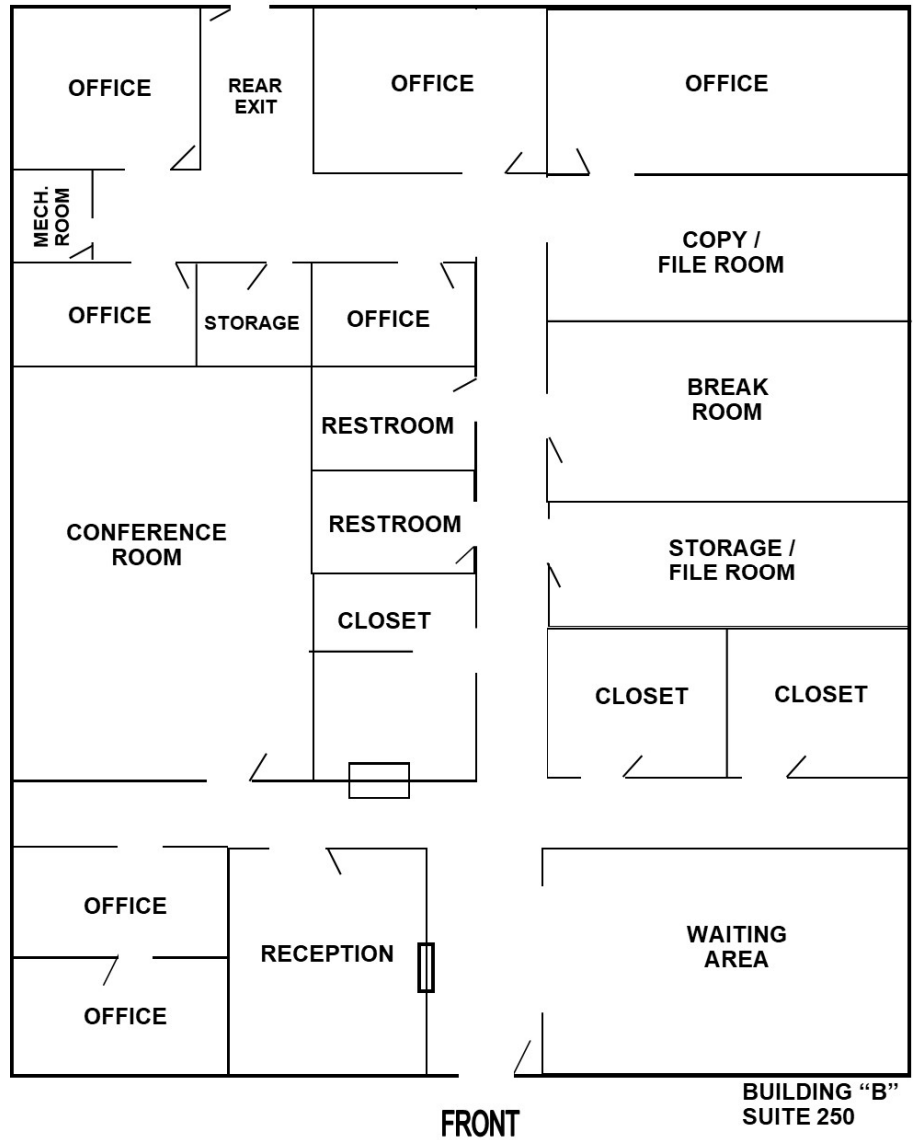 OFFICE
REAR
EXIT
OFFICE
OFFICE
MECH.
ROOM
COPY /
FILE ROOM
OFFICE
STORAGE
OFFICE
BREAK
ROOM
RESTROOM
CONFERENCE
ROOM
RESTROOM
STORAGE /
FILE ROOM
CLOSET
CLOSET
CLOSET
OFFICE
RECEPTION
WAITING
AREA
OFFICE
BUILDING “B”
SUITE 250
FRONT